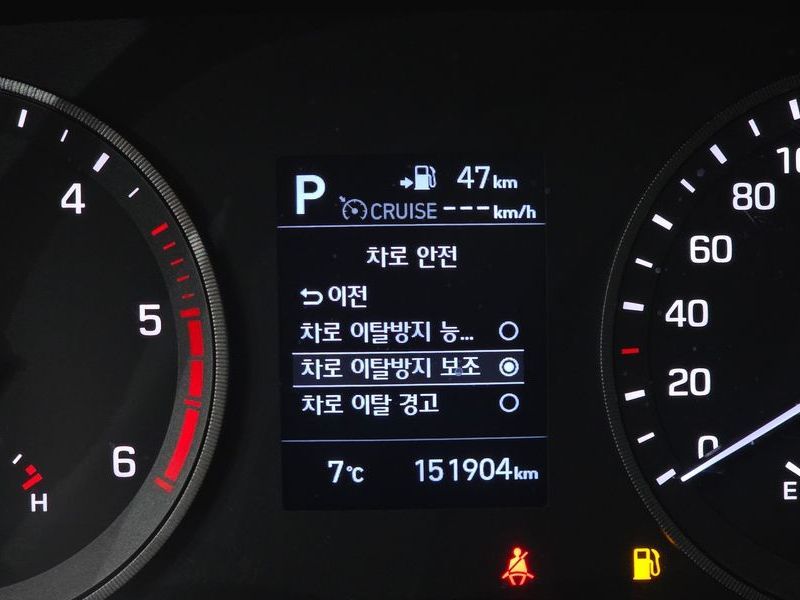 P
47km
CRUISE ---km/h
차로 안전
이전
차로 이탈방지 능...
차로 이탈방지 보조
차로 이탈 경고
7℃
151904km
4
5
6
H
80
60
40
20
0
E